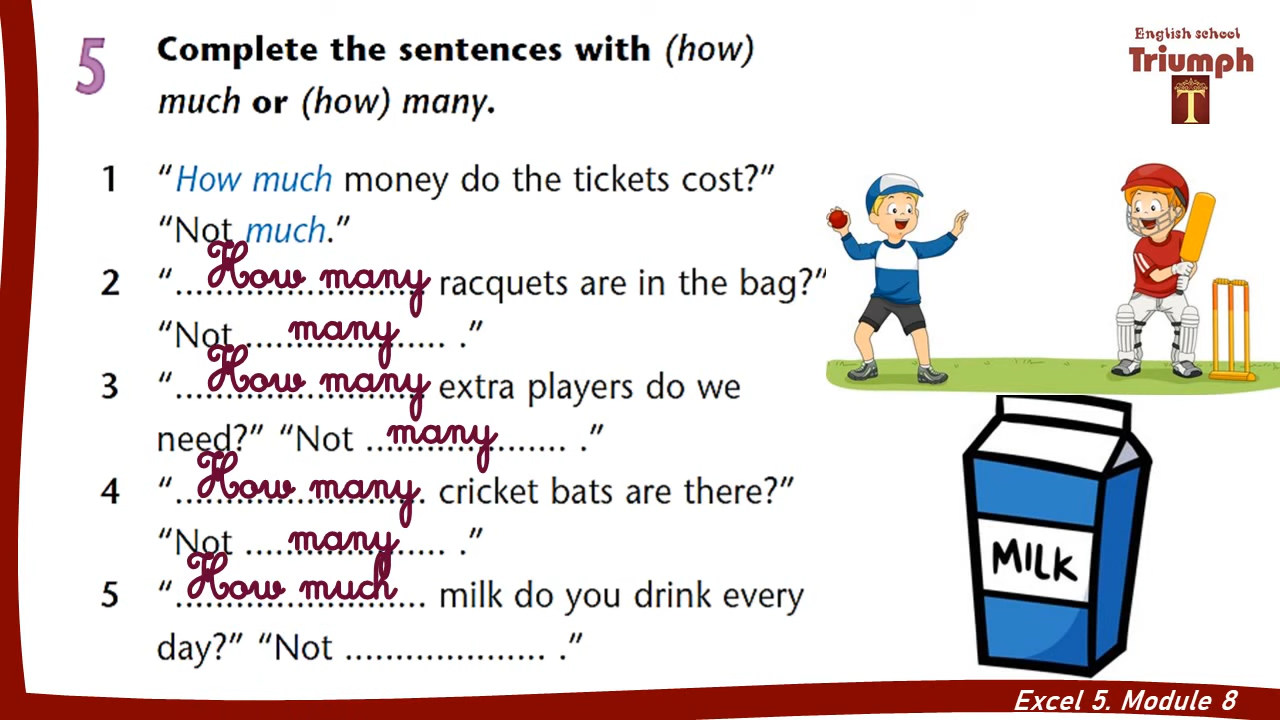 5 Complete the sentences with (how)
much or (how) many.
English school
Triumph
T
1 “How much money do the tickets cost?”
“Not much.”
2 “How many racquets are in the bag?”
“Not many .”
3 “How many extra players do we
need?” “Not many .”
4 “How many cricket bats are there?”
“Not many .”
5 “How much milk do you drink every
day?” “Not .................... .”
MILK
Excel 5. Module 8